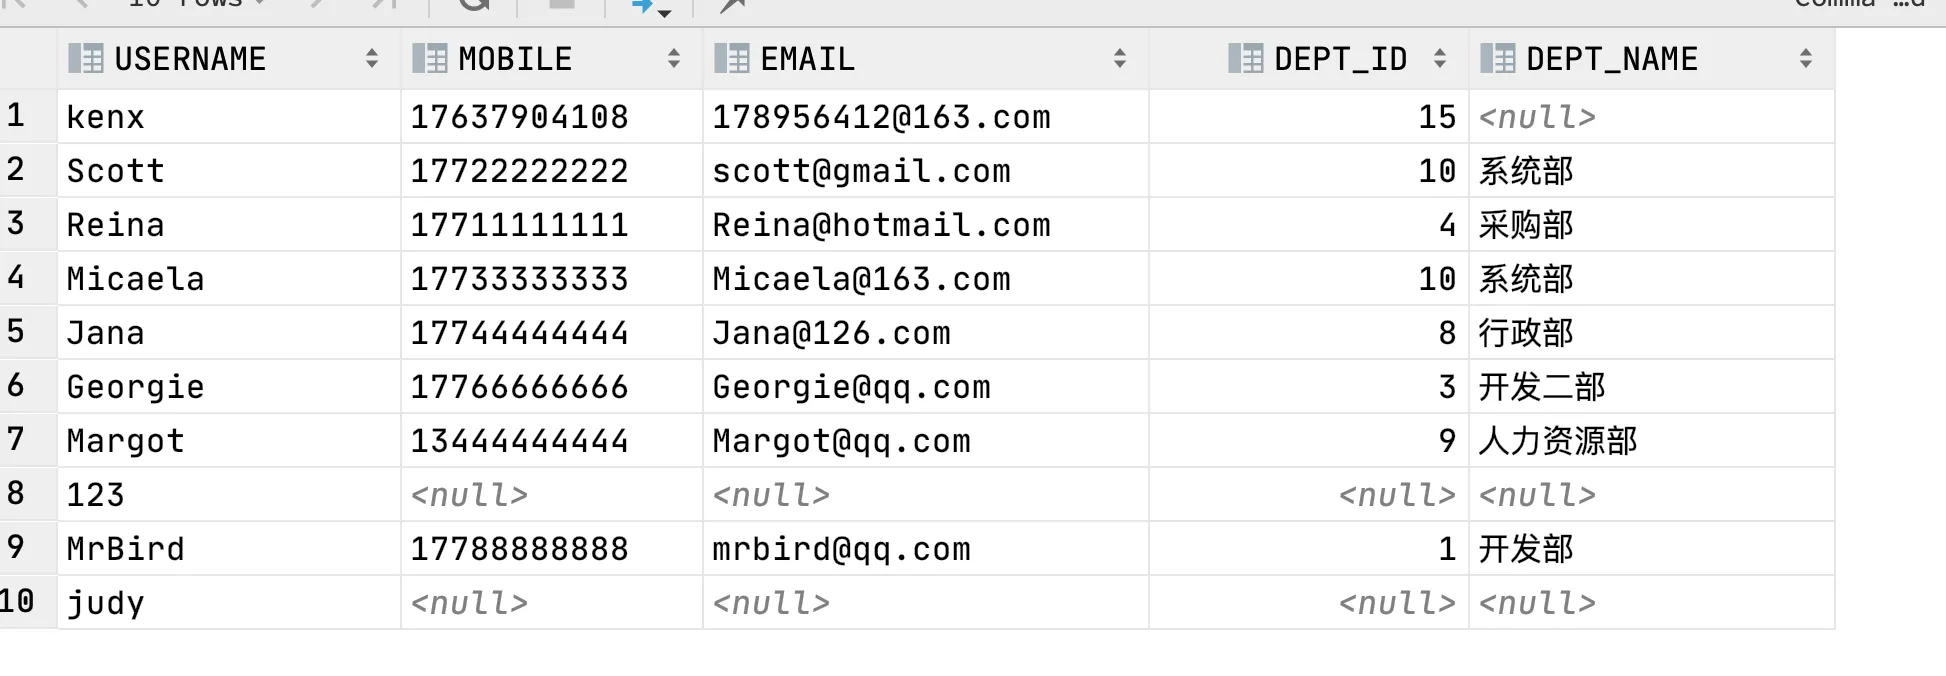 10 rows
USERNAME MOBILE EMAIL DEPT_ID DEPT_NAME
1 kenx 17637904108 178956412@163.com 15 <null>
2 Scott 17722222222 scott@gmail.com 10 系统部
3 Reina 17711111111 Reina@hotmail.com 4 采购部
4 Micaela 17733333333 Micaela@163.com 10 系统部
5 Jana 17744444444 Jana@126.com 8 行政部
6 Georgie 17766666666 Georgie@qq.com 3 开发二部
7 Margot 13444444444 Margot@qq.com 9 人力资源部
8 123 <null> <null> <null> <null>
9 MrBird 17788888888 mrbird@qq.com 1 开发部
10 judy <null> <null> <null> <null>